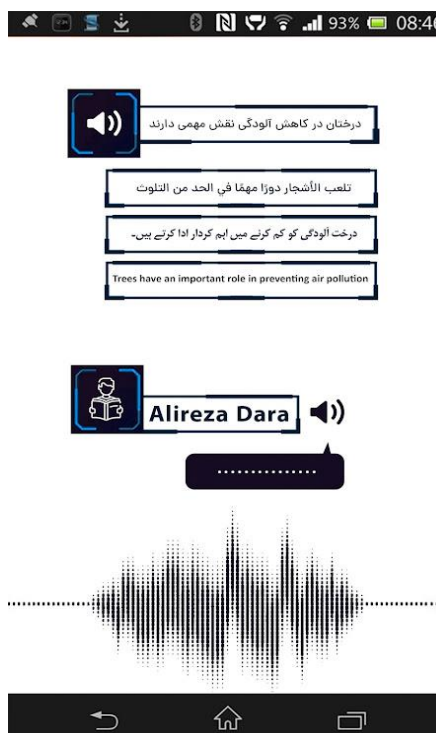 93% 08:46
درختان در کاهش آلودگی نقش مهمی دارند
تلعب الأشجار دورًا مهمًا في الحد من التلوث
درخت آلودگی کو کم کرنے میں اہم کردار ادا کرتے ہیں۔
Trees have an important role in preventing air pollution
Alireza Dara
...............